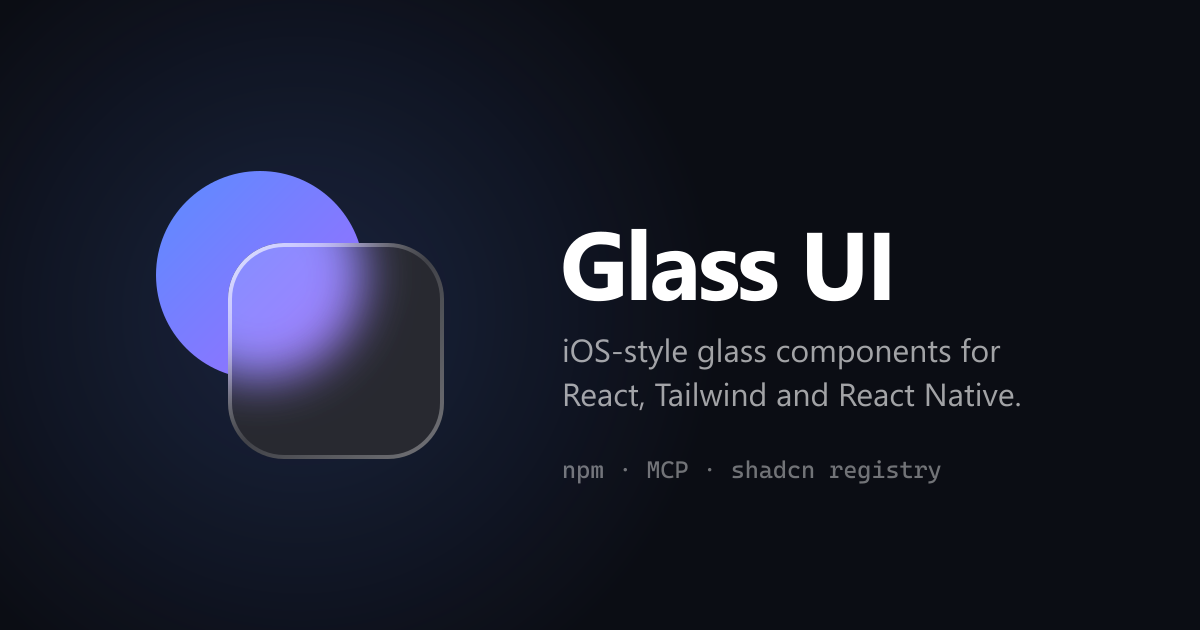 Glass UI
iOS-style glass components for
React, Tailwind and React Native.
npm · MCP · shadcn registry